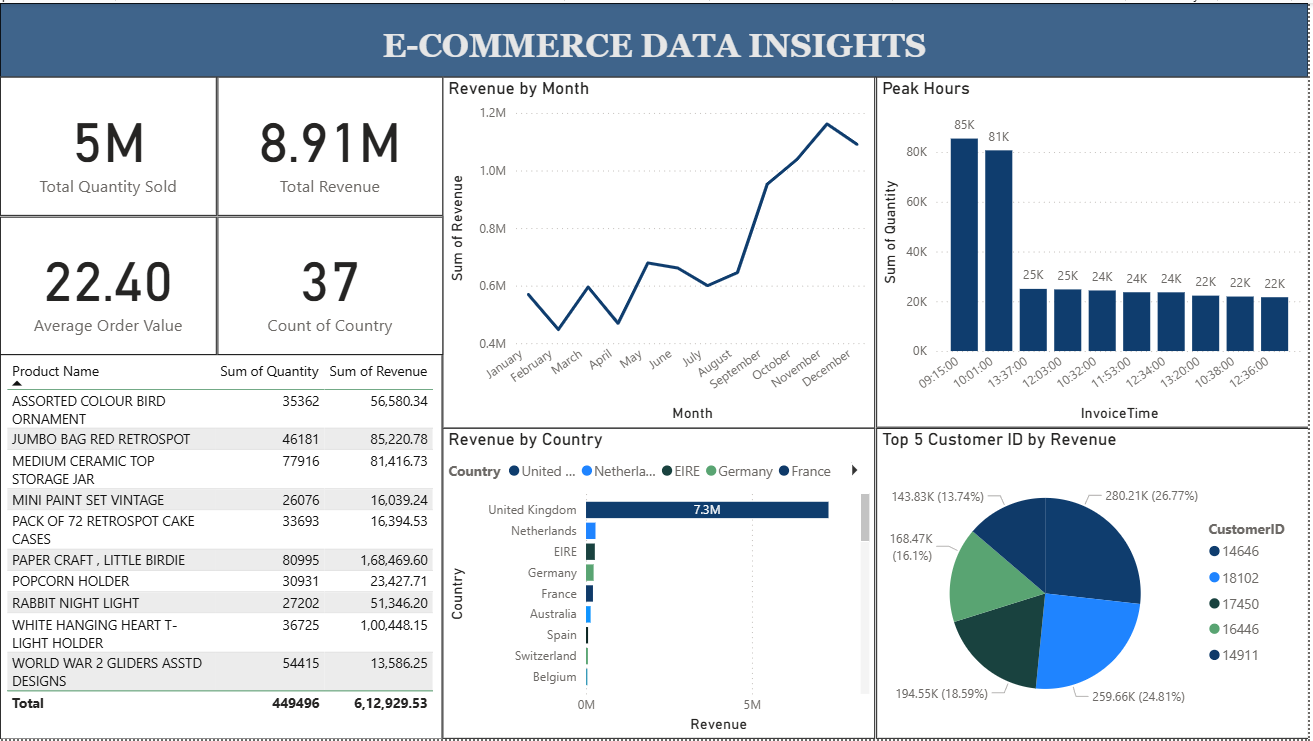 E-COMMERCE DATA INSIGHTS
5M
Total Quantity Sold
8.91M
Total Revenue
22.40
Average Order Value
37
Count of Country
Product Name Sum of Quantity Sum of Revenue
ASSORTED COLOUR BIRD
ORNAMENT 35362 56,580.34
JUMBO BAG RED RETROSPOT 46181 85,220.78
MEDIUM CERAMIC TOP
STORAGE JAR 77916 81,416.73
MINI PAINT SET VINTAGE 26076 16,039.24
PACK OF 72 RETROSPOT CAKE
CASES 33693 16,394.53
PAPER CRAFT , LITTLE BIRDIE 80995 1,68,469.60
POPCORN HOLDER 30931 23,427.71
RABBIT NIGHT LIGHT 27202 51,346.20
WHITE HANGING HEART T-
LIGHT HOLDER 36725 1,00,448.15
WORLD WAR 2 GLIDERS ASSTD
DESIGNS 54415 13,586.25
Total 449496 6,12,929.53
Revenue by Month
Sum of Revenue
1.2M
1.0M
0.8M
0.6M
0.4M
January
February
March
April
May
June
July
August
September
October
November
December
Month
Peak Hours
Sum of Quantity
80K
60K
40K
20K
0K
85K
81K
25K
25K
24K
24K
24K
22K
22K
22K
09:15:00
10:01:00
13:37:00
12:03:00
10:32:00
11:53:00
12:34:00
13:20:00
10:38:00
12:36:00
InvoiceTime
Revenue by Country
Country United ... Netherla... EIRE Germany France
Country
United Kingdom 7.3M
Netherlands
EIRE
Germany
France
Australia
Spain
Switzerland
Belgium
0M 5M
Revenue
Top 5 Customer ID by Revenue
143.83K (13.74%)
280.21K (26.77%)
168.47K
(16.1%)
194.55K (18.59%)
259.66K (24.81%)
CustomerID
14646
18102
17450
16446
14911